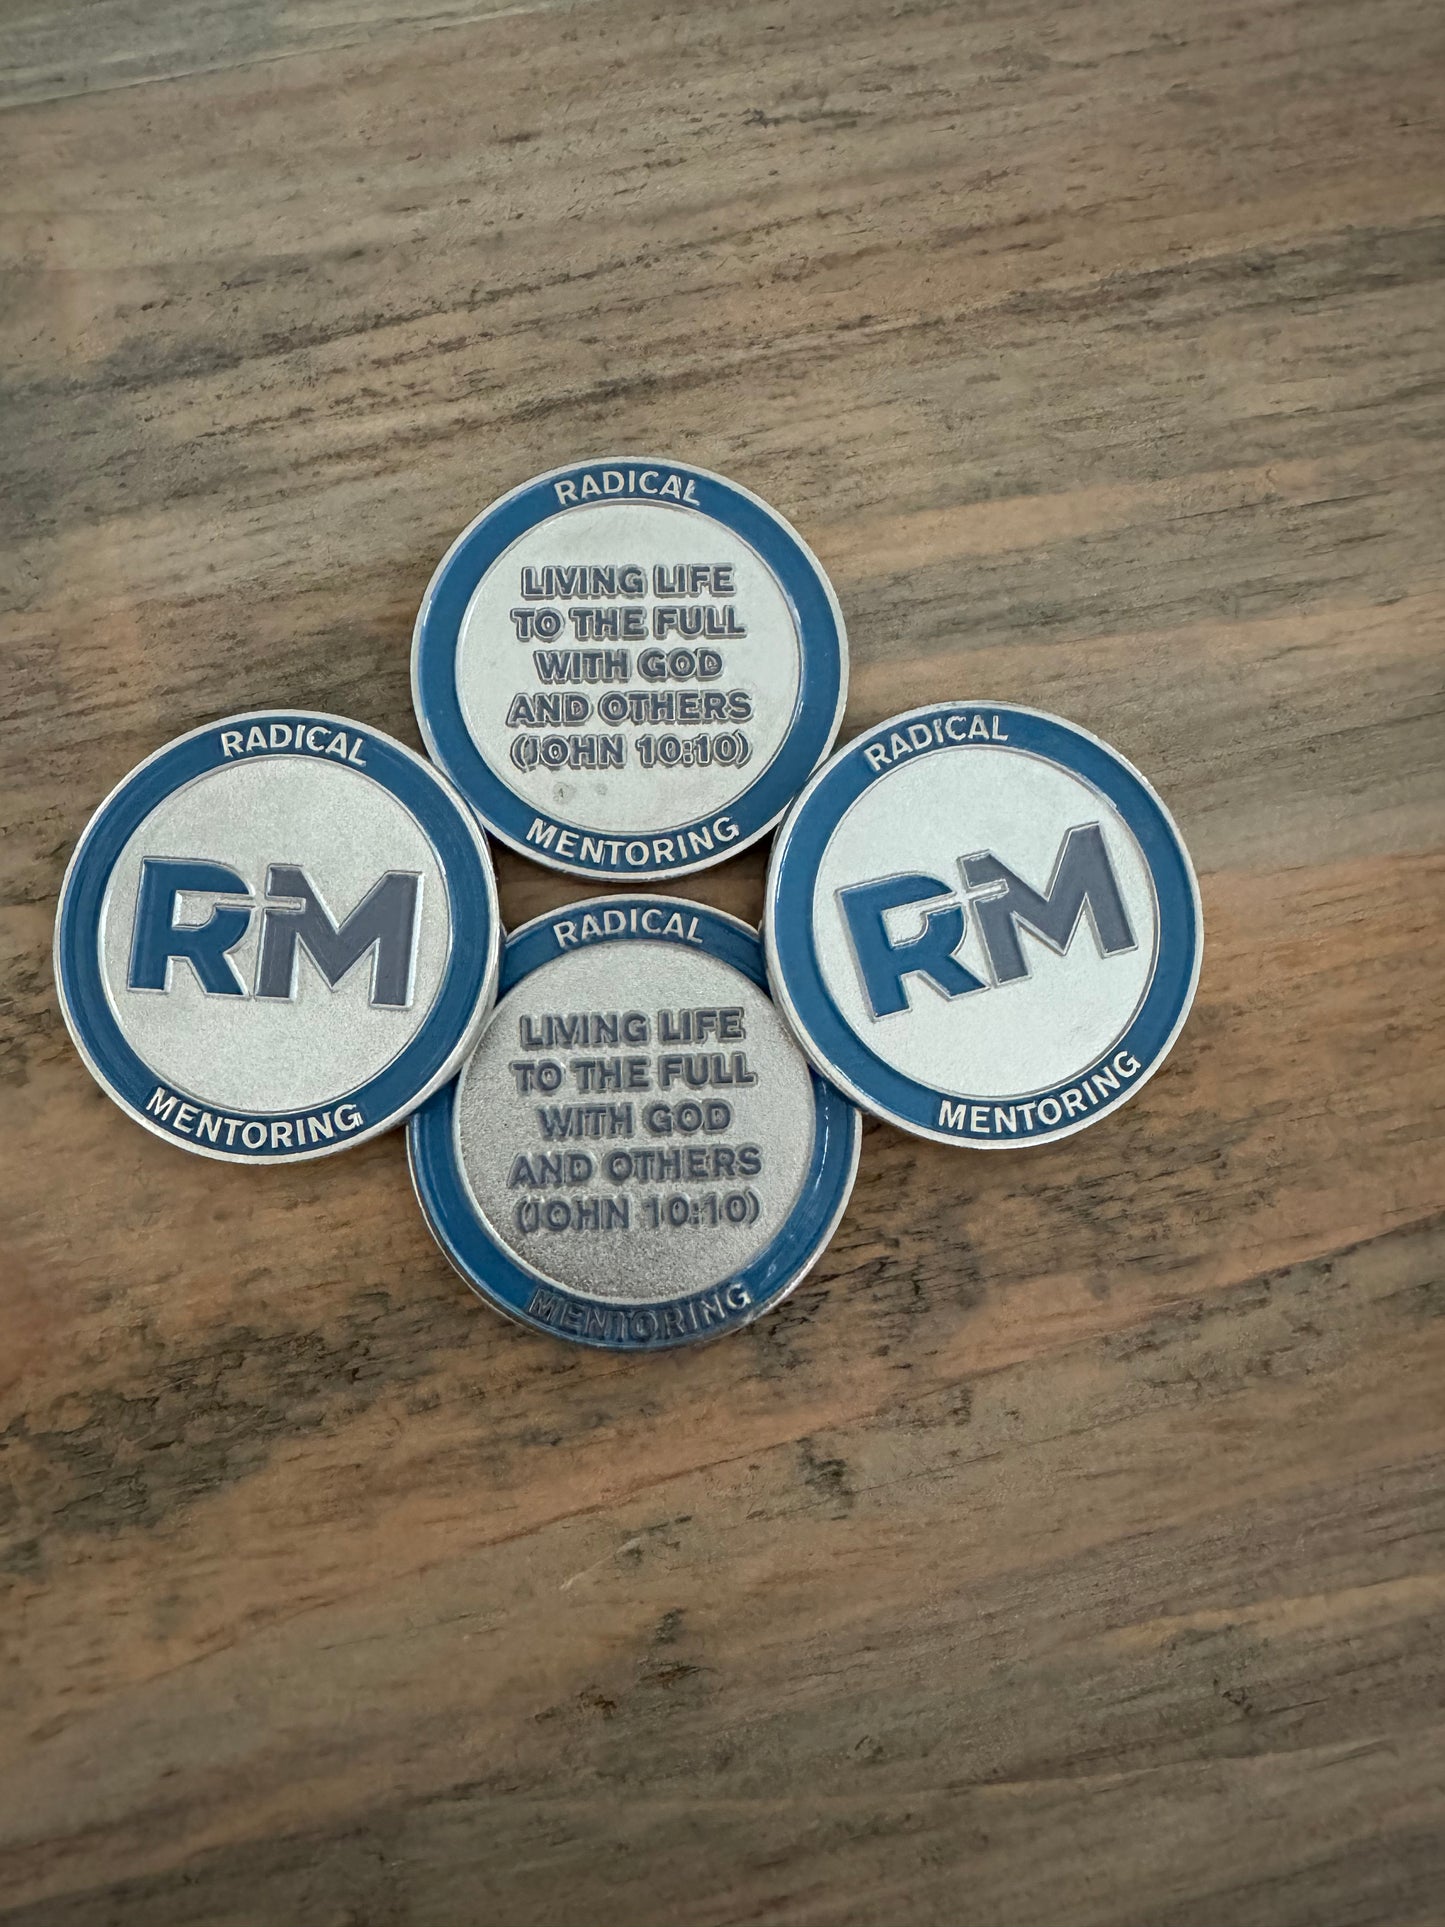 RADICAL
LIVING LIFE
TO THE FULL
WITH GOD
AND OTHERS
(JOHN 10:10)
MENTORING
RADICAL
RM
MENTORING
RADICAL
RM
MENTORING
RADICAL
LIVING LIFE
TO THE FULL
WITH GOD
AND OTHERS
(JOHN 10:10)
MENTORING